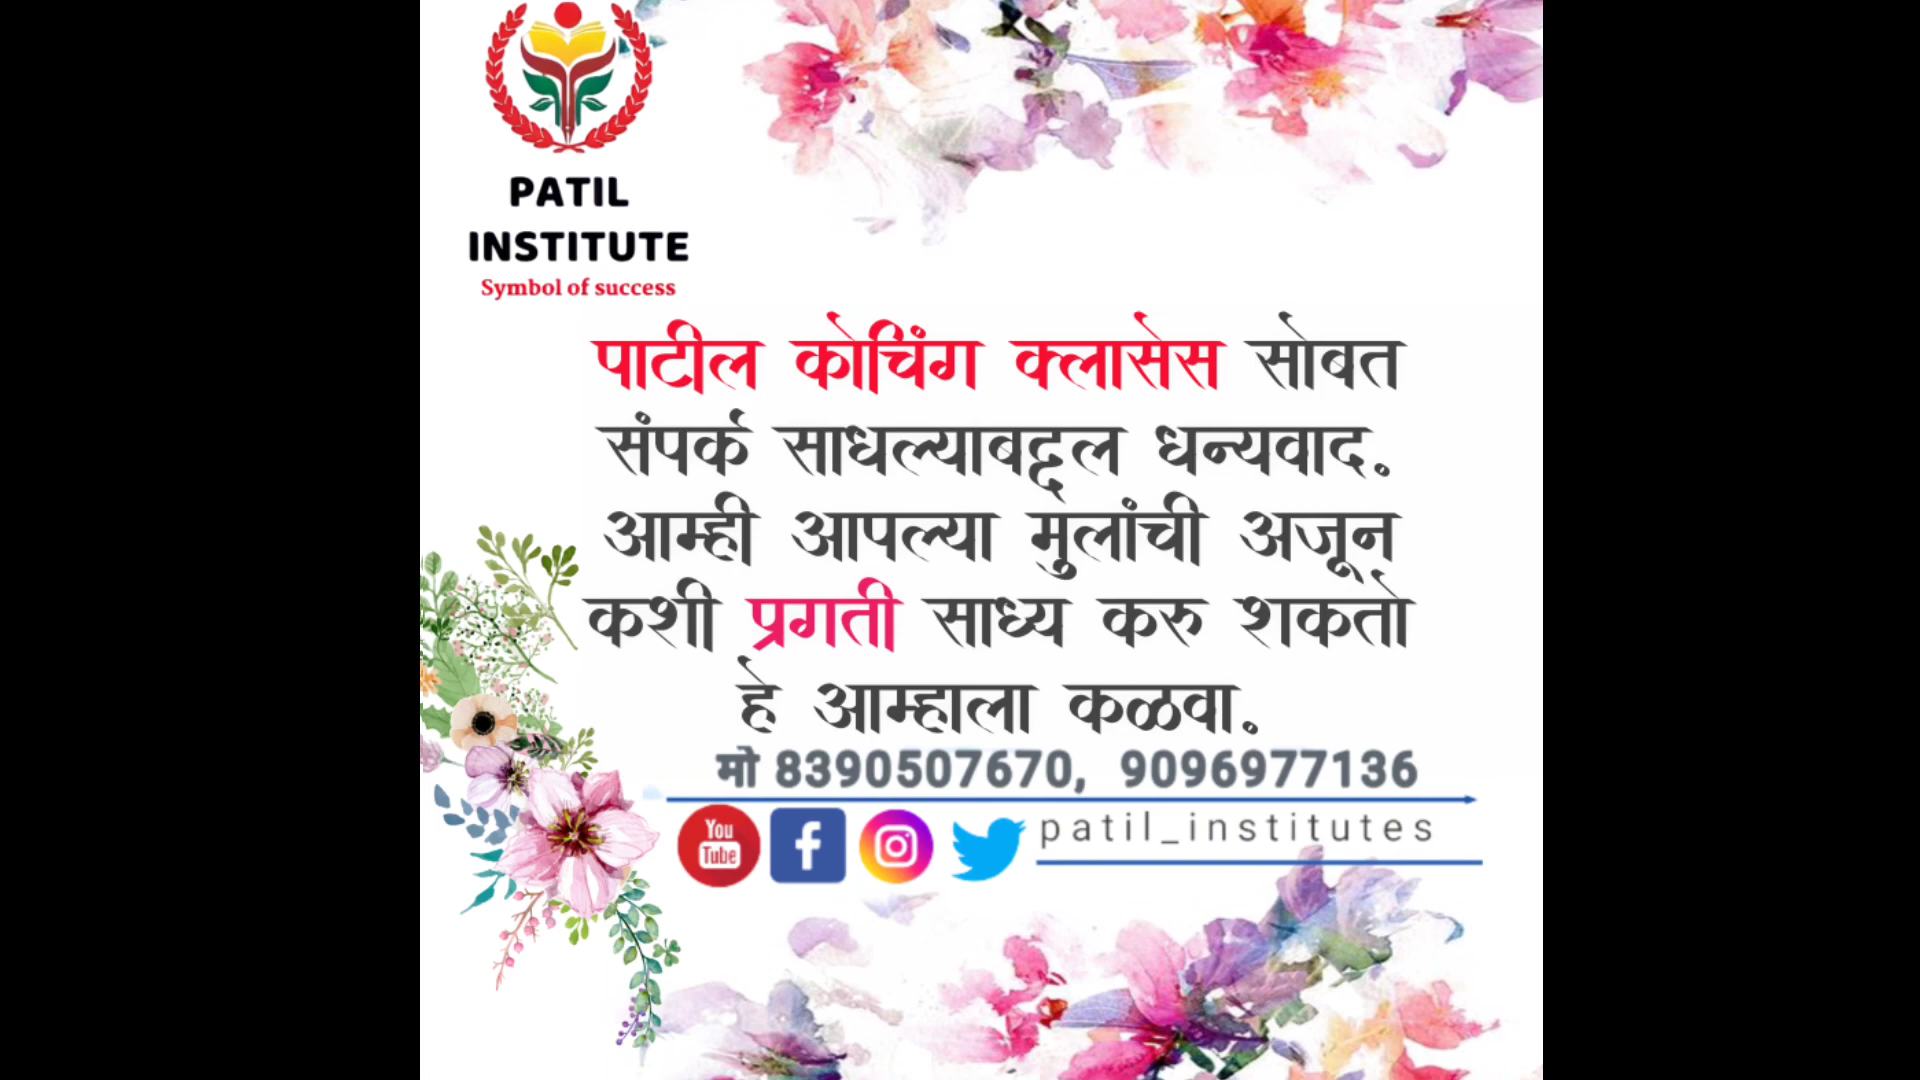 PATIL
INSTITUTE
Symbol of success
पाटील कोचिंग क्लासेस सोबत
संपर्क साधल्याबद्दल धन्यवाद.
आम्ही आपल्या मुलांची अजून
कशी प्रगती साध्य करु शकतो
हे आम्हाला कळवा.
मो 8390507670, 9096977136
You
Tube
patil_institutes